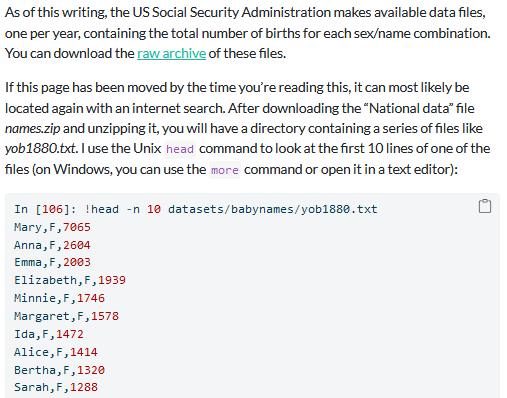 As of this writing, the US Social Security Administration makes available data files,
one per year, containing the total number of births for each sex/name combination.
You can download the raw archive of these files.
If this page has been moved by the time you’re reading this, it can most likely be
located again with an internet search. After downloading the “National data” file
names.zip and unzipping it, you will have a directory containing a series of files like
yob1880.txt. I use the Unix head command to look at the first 10 lines of one of the
files (on Windows, you can use the more command or open it in a text editor):
In [106]: !head -n 10 datasets/babynames/yob1880.txt
Mary,F,7065
Anna,F,2604
Emma,F,2003
Elizabeth,F,1939
Minnie,F,1746
Margaret,F,1578
Ida,F,1472
Alice,F,1414
Bertha,F,1320
Sarah,F,1288